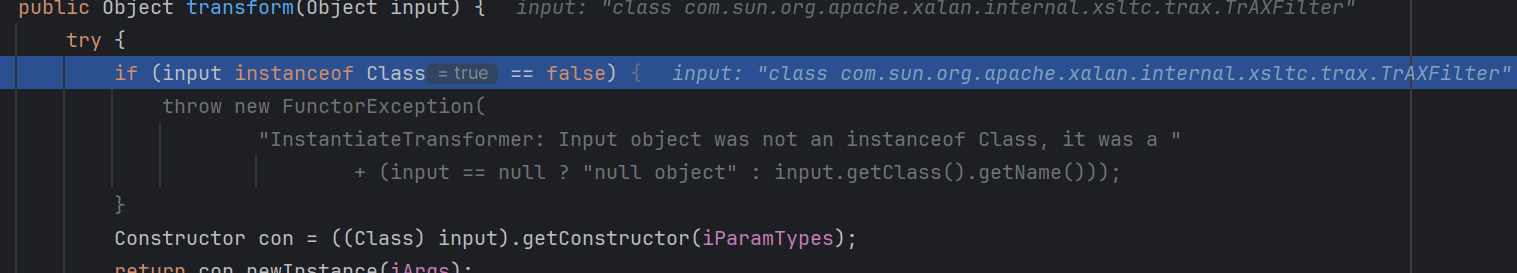 public Object transform(Object input) {   input: "class com.sun.org.apache.xalan.internal.xsltc.trax.TrAXFilter"
try {
if (input instanceof Class = true == false) {   input: "class com.sun.org.apache.xalan.internal.xsltc.trax.TrAXFilter"
throw new FunctorException(
"InstantiateTransformer: Input object was not an instanceof Class, it was a "
+ (input == null ? "null object" : input.getClass().getName()));
}
Constructor con = ((Class) input).getConstructor(iParamTypes);
return con.newInstance(iArgs);